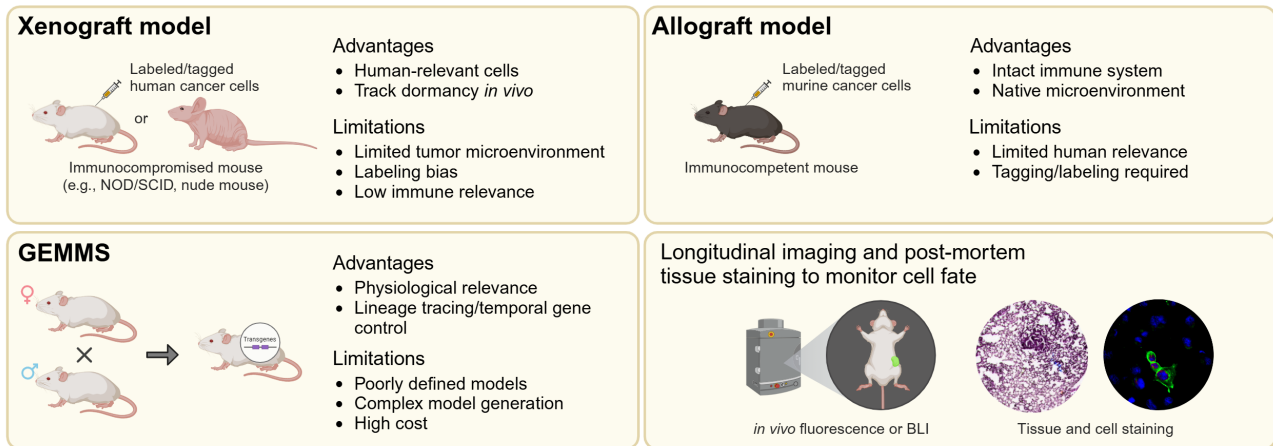 Xenograft model
Labeled/tagged
human cancer cells
or
Immunocompromised mouse
(e.g., NOD/SCID, nude mouse)
Advantages
• Human-relevant cells
• Track dormancy in vivo
Limitations
• Limited tumor microenvironment
• Labeling bias
• Low immune relevance
Allograft model
Labeled/tagged
murine cancer cells
Immunocompetent mouse
Advantages
• Intact immune system
• Native microenvironment
Limitations
• Limited human relevance
• Tagging/labeling required
GEMMS
♀
×
♂
Transgenes
Advantages
• Physiological relevance
• Lineage tracing/temporal gene
control
Limitations
• Poorly defined models
• Complex model generation
• High cost
Longitudinal imaging and post-mortem
tissue staining to monitor cell fate
in vivo fluorescence or BLI
Tissue and cell staining